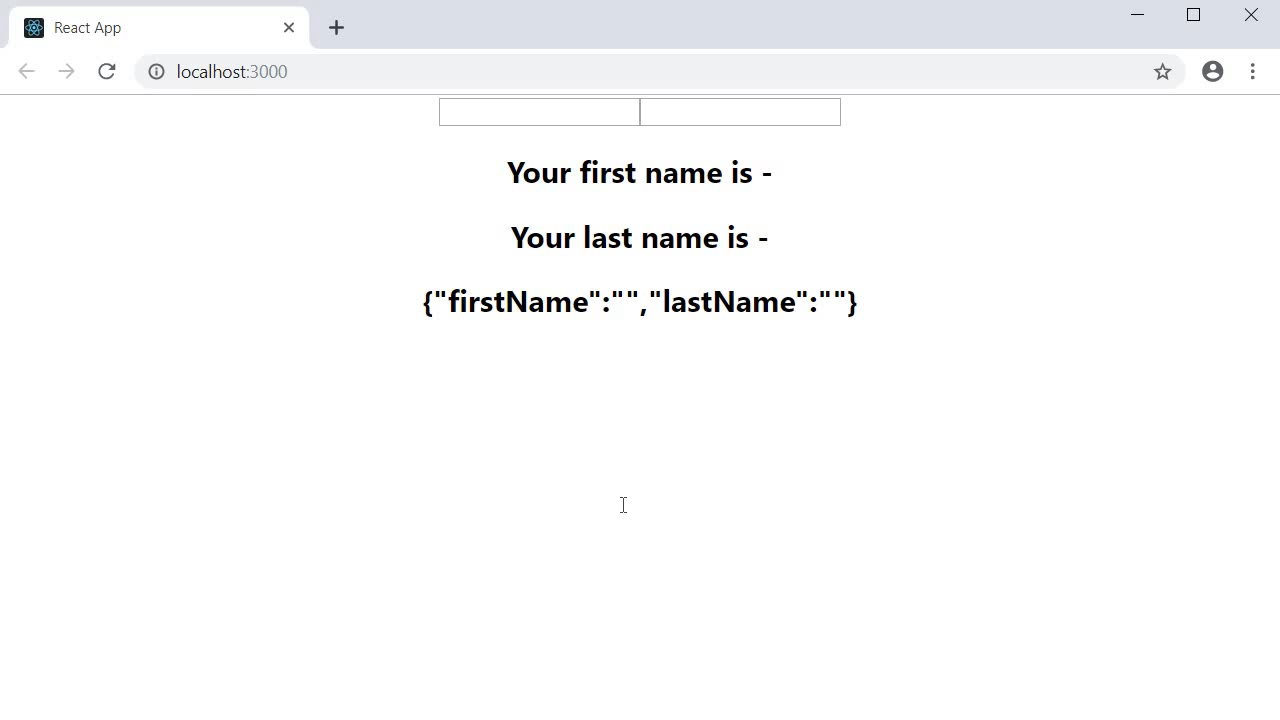 React App
localhost:3000
Your first name is -
Your last name is -
{"firstName":"","lastName":""}